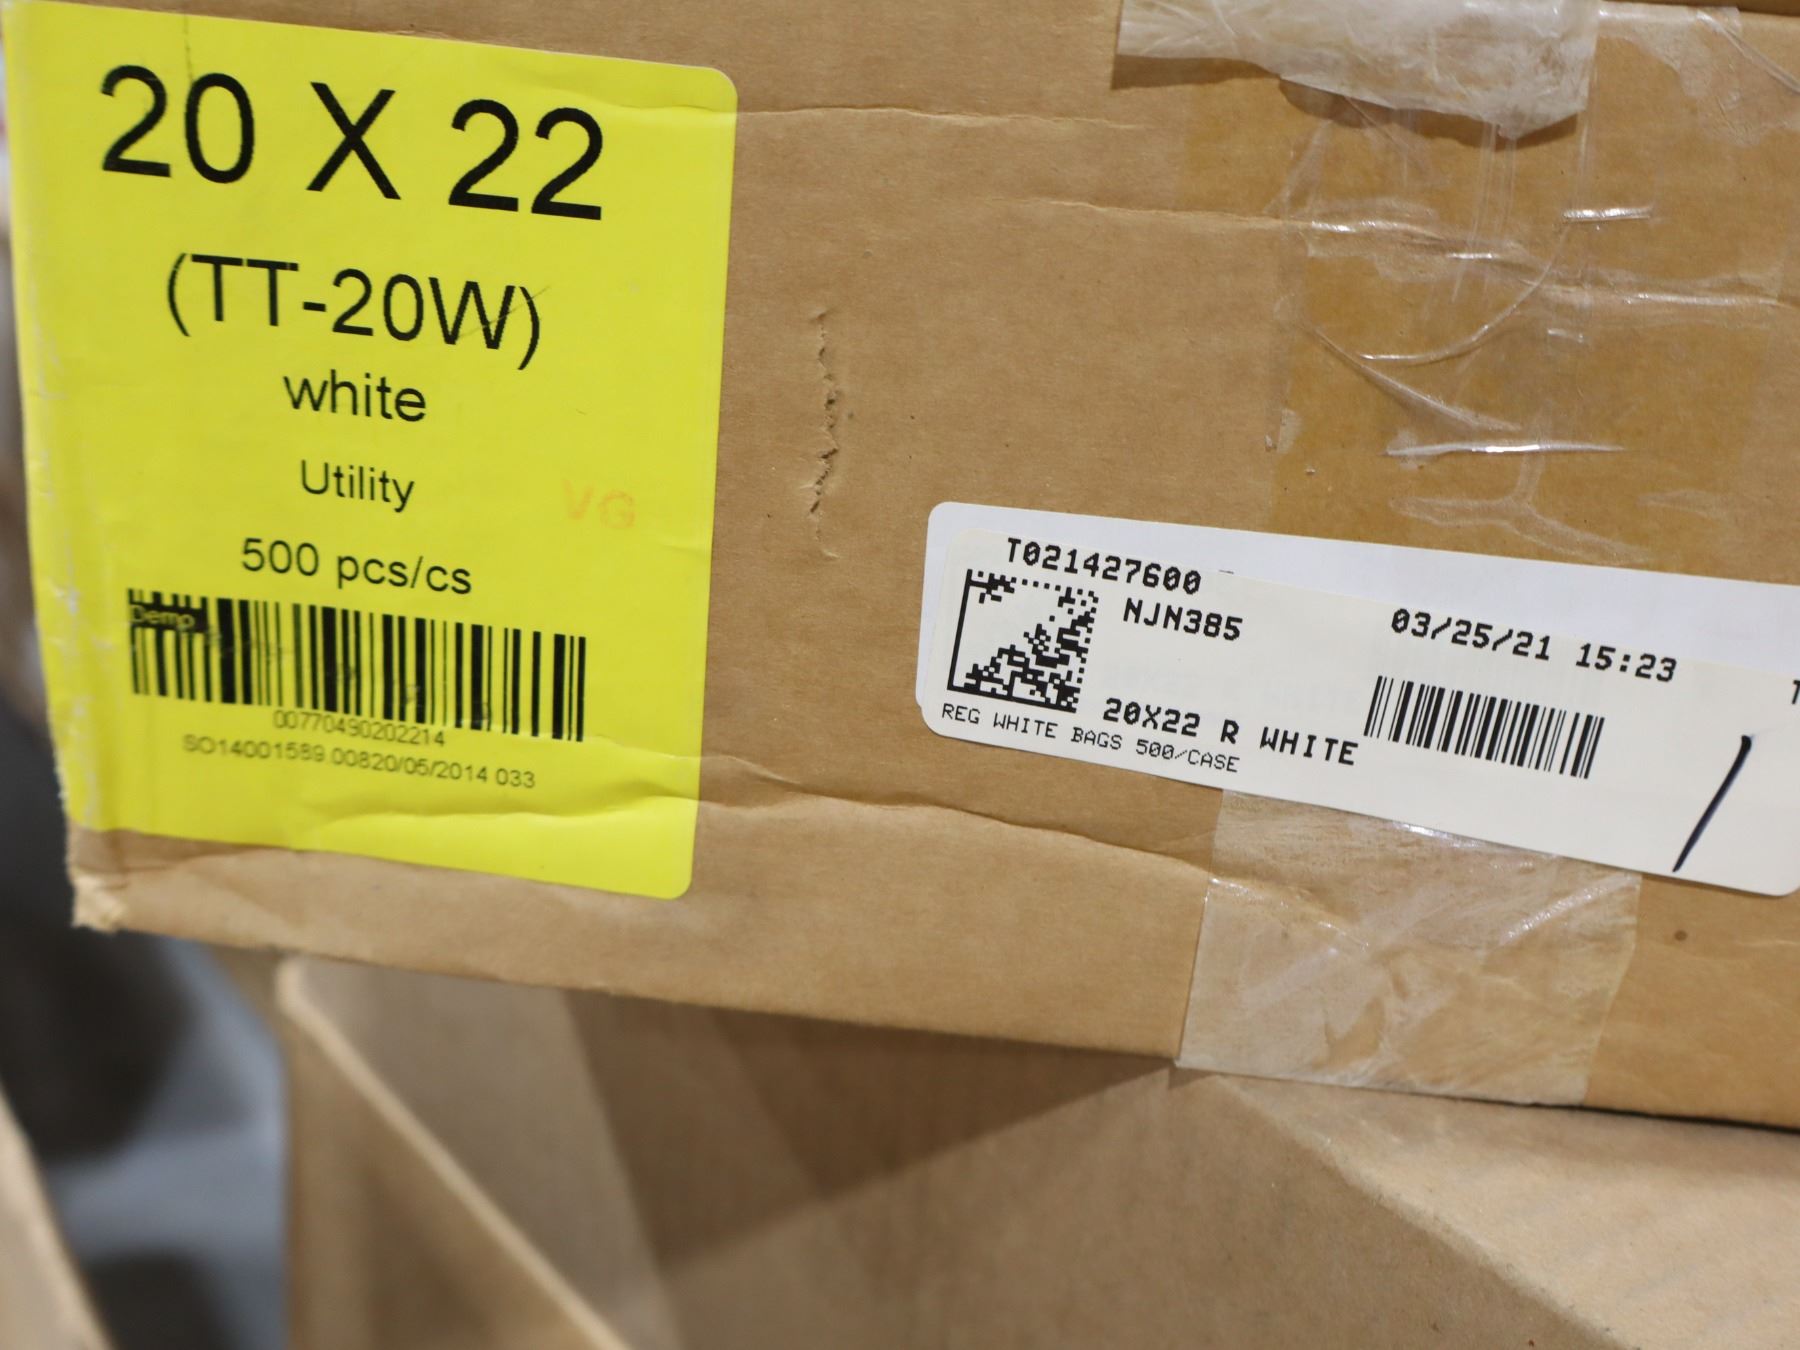 20 X 22
(TT-20W)
white
Utility
VG
500 pcs/cs
Demo
00770490202214
SO14001589.00820/05/2014 033
T021427600
NJN385
03/25/21 15:23
20X22 R WHITE
REG WHITE BAGS 500/CASE